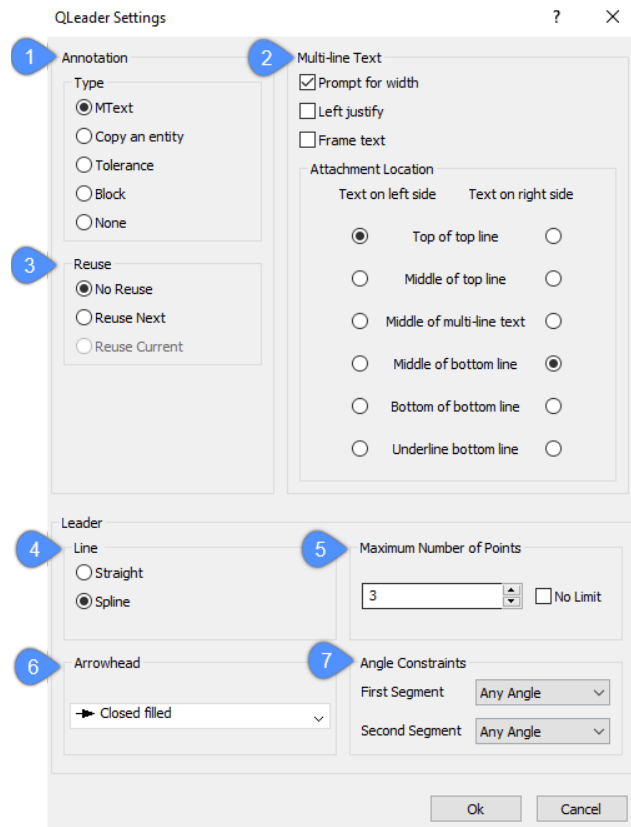 QLeader Settings ? ×
1 Annotation
Type
MText
Copy an entity
Tolerance
Block
None
3 Reuse
No Reuse
Reuse Next
Reuse Current
2 Multi-line Text
Prompt for width
Left justify
Frame text
Attachment Location
Text on left side Text on right side
Top of top line
Middle of top line
Middle of multi-line text
Middle of bottom line
Bottom of bottom line
Underline bottom line
Leader
4 Line
Straight
Spline
5 Maximum Number of Points
3 No Limit
6 Arrowhead
Closed filled
7 Angle Constraints
First Segment Any Angle
Second Segment Any Angle
Ok Cancel